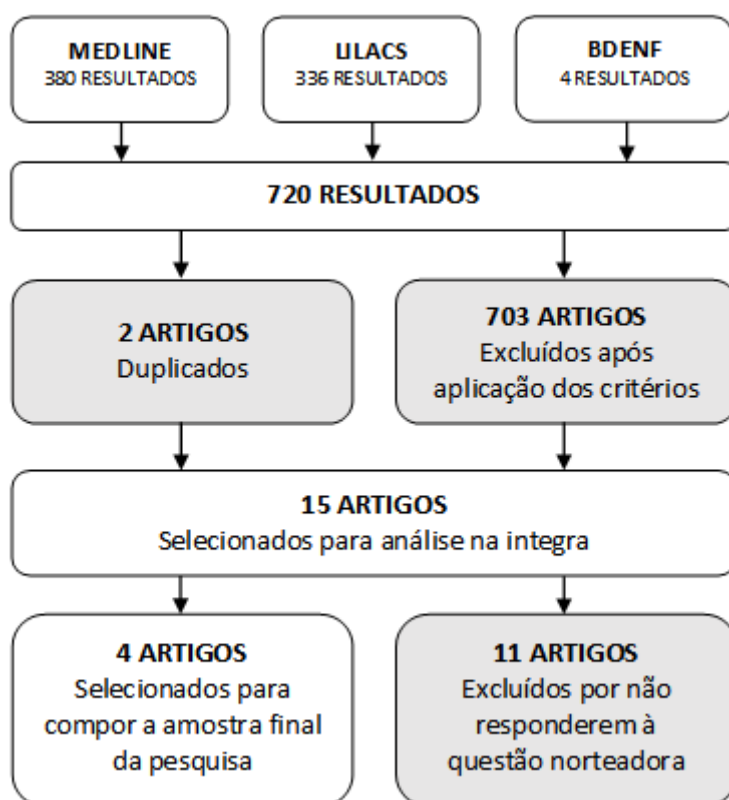 MEDLINE
380 RESULTADOS
LILACS
336 RESULTADOS
BDENF
4 RESULTADOS
720 RESULTADOS
2 ARTIGOS
Duplicados
703 ARTIGOS
Excluídos após
aplicação dos critérios
15 ARTIGOS
Selecionados para análise na integra
4 ARTIGOS
Selecionados para
compor a amostra final
da pesquisa
11 ARTIGOS
Excluídos por não
responderem à
questão norteadora